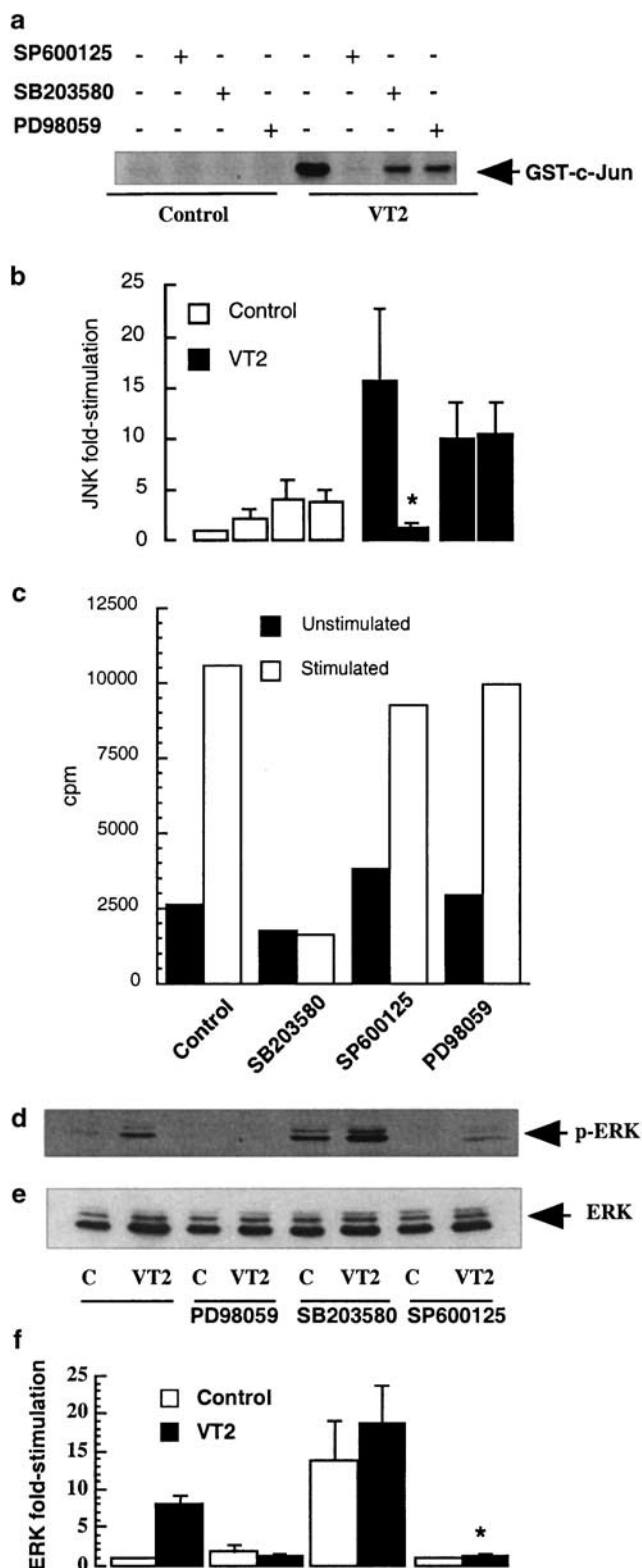 a
SP600125 - + - - - + - -
SB203580 - - + - - - + -
PD98059 - - - + - - - +
GST-c-Jun
Control VT2
b
JNK fold-stimulation
25
20
15
10
5
0
Control
VT2
*
c
cpm
12500
10000
7500
5000
2500
0
Unstimulated
Stimulated
Control
SB203580
SP600125
PD98059
d
p-ERK
e
ERK
C VT2 C VT2 C VT2 C VT2
PD98059 SB203580 SP600125
f
ERK fold-stimulation
25
20
15
10
5
0
Control
VT2
*